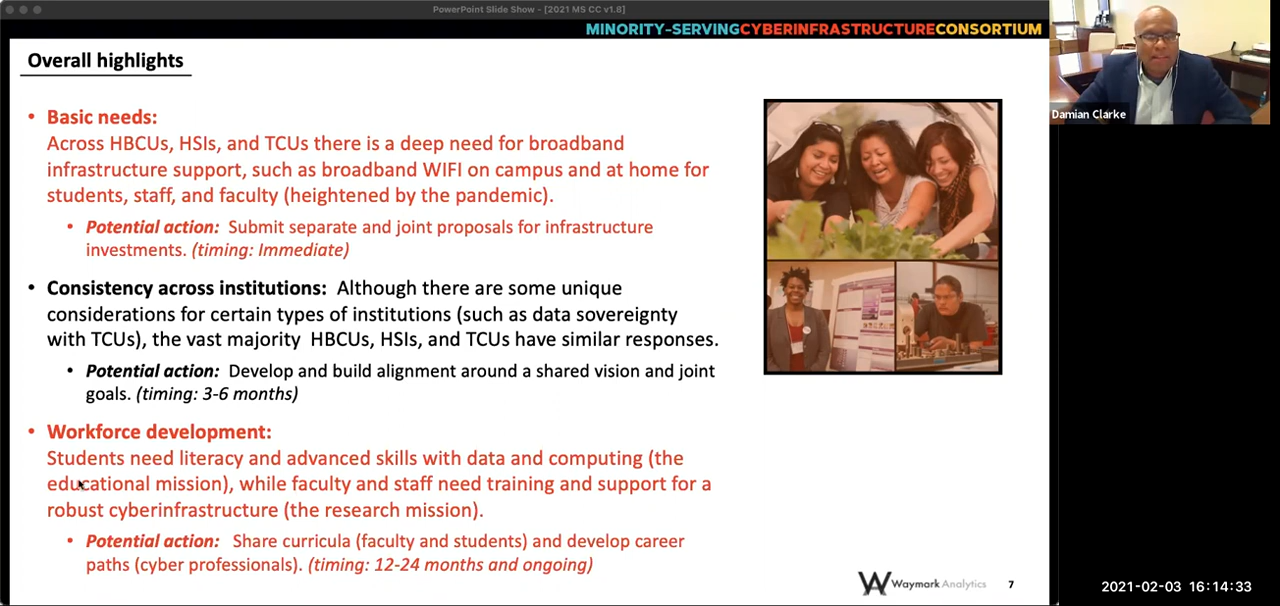 PowerPoint Slide Show - [2021 MS CC v1.8]
MINORITY-SERVINGCYBERINFRASTRUCTURECONSORTIUM
Overall highlights
• Basic needs:
Across HBCUs, HSIs, and TCUs there is a deep need for broadband
infrastructure support, such as broadband WIFI on campus and at home for
students, staff, and faculty (heightened by the pandemic).
• Potential action: Submit separate and joint proposals for infrastructure
investments. (timing: Immediate)
• Consistency across institutions: Although there are some unique
considerations for certain types of institutions (such as data sovereignty
with TCUs), the vast majority HBCUs, HSIs, and TCUs have similar responses.
• Potential action: Develop and build alignment around a shared vision and joint
goals. (timing: 3-6 months)
• Workforce development:
Students need literacy and advanced skills with data and computing (the
educational mission), while faculty and staff need training and support for a
robust cyberinfrastructure (the research mission).
• Potential action: Share curricula (faculty and students) and develop career
paths (cyber professionals). (timing: 12-24 months and ongoing)
Waymark Analytics
7
Damian Clarke
2021-02-03 16:14:33